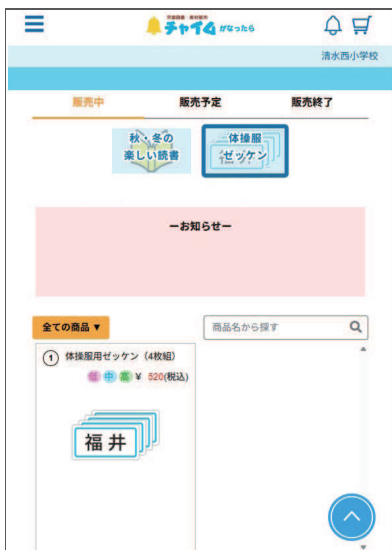 児童図書・教材販売
チャイムがなったら
清水西小学校
販売中
販売予定
販売終了
秋・冬の
楽しい読書
体操服
ゼッケン
ーお知らせー
全ての商品 ▼
商品名から探す
① 体操服用ゼッケン（4枚組）
低 中 高 ¥ 520(税込)
福井